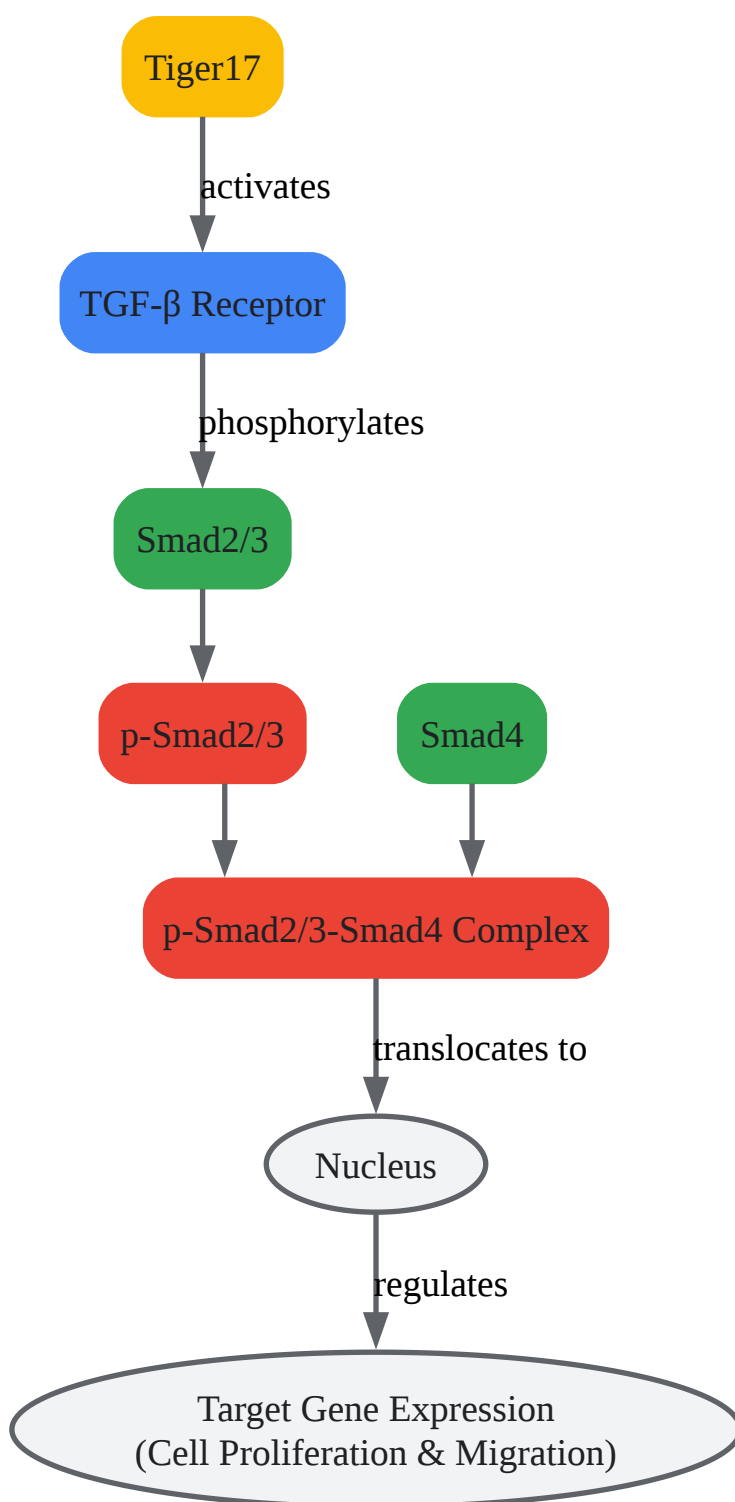 Tiger17
activates
TGF-β Receptor
phosphorylates
Smad2/3
p-Smad2/3
Smad4
p-Smad2/3-Smad4 Complex
translocates to
Nucleus
regulates
Target Gene Expression
(Cell Proliferation & Migration)